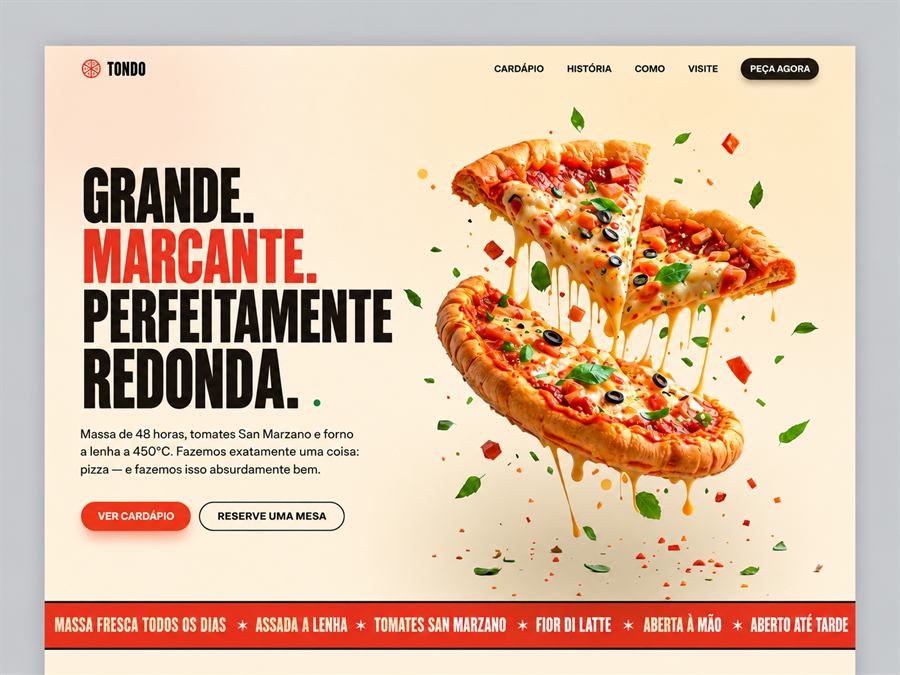 TONDO
CARDÁPIO
HISTÓRIA
COMO
VISITE
PEÇA AGORA
GRANDE.
MARCANTE.
PERFEITAMENTE
REDONDA.
Massa de 48 horas, tomates San Marzano e forno
a lenha a 450°C. Fazemos exatamente uma coisa:
pizza — e fazemos isso absurdamente bem.
VER CARDÁPIO
RESERVE UMA MESA
MASSA FRESCA TODOS OS DIAS ✶ ASSADA A LENHA ✶ TOMATES SAN MARZANO ✶ FIOR DI LATTE ✶ ABERTA À MÃO ✶ ABERTO ATÉ TARDE